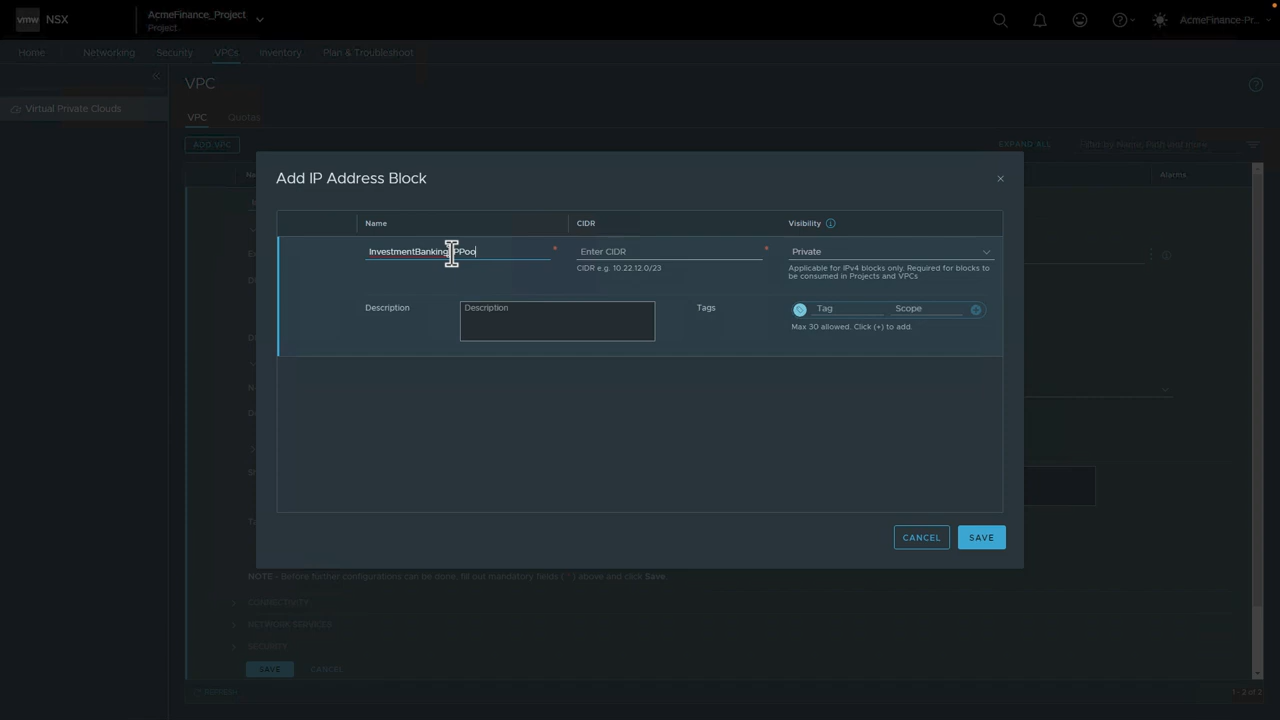 vmw NSX
AcmeFinance_Project
Project
AcmeFinance-Pr...
Home Networking Security VPCs Inventory Plan & Troubleshoot
Virtual Private Clouds
VPC
VPC Quotas
ADD VPC
EXPAND ALL
Alarms
Add IP Address Block
Name CIDR Visibility
Enter CIDR
Private
CIDR e.g. 10.22.12.0/23
Applicable for IPv4 blocks only. Required for blocks to
be consumed in Projects and VPCs
Description
Description
Tags
Tag Scope
Max 30 allowed. Click (+) to add.
CANCEL SAVE
NOTE - Before further configurations can be done, fill out mandatory fields ( * ) above and click Save.
CONNECTIVITY
NETWORK SERVICES
SECURITY
SAVE CANCEL
REFRESH
1 - 2 of 2